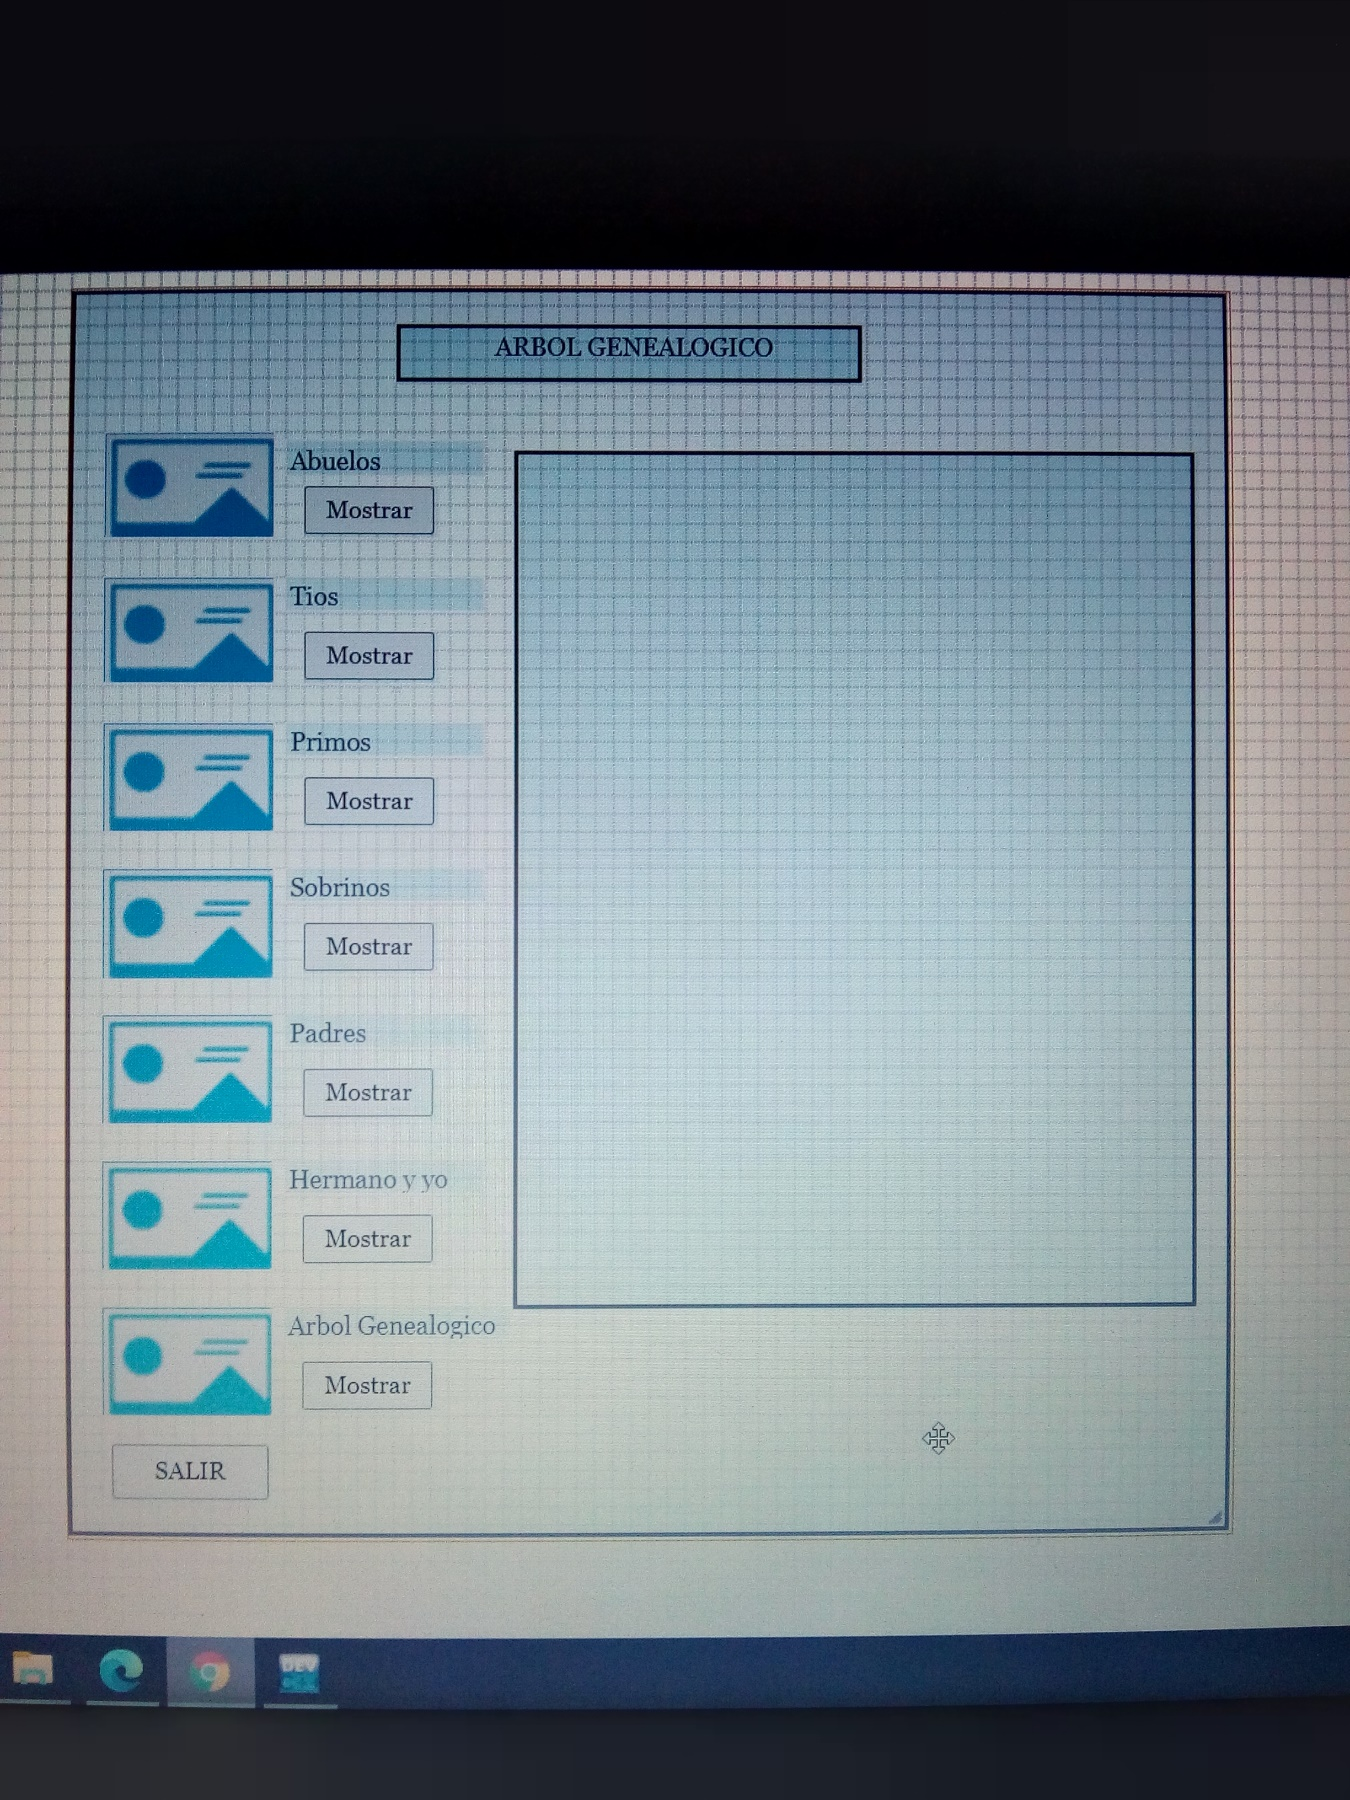 ARBOL GENEALOGICO
Abuelos
Mostrar
Tios
Mostrar
Primos
Mostrar
Sobrinos
Mostrar
Padres
Mostrar
Hermano y yo
Mostrar
Arbol Genealogico
Mostrar
SALIR
DEV